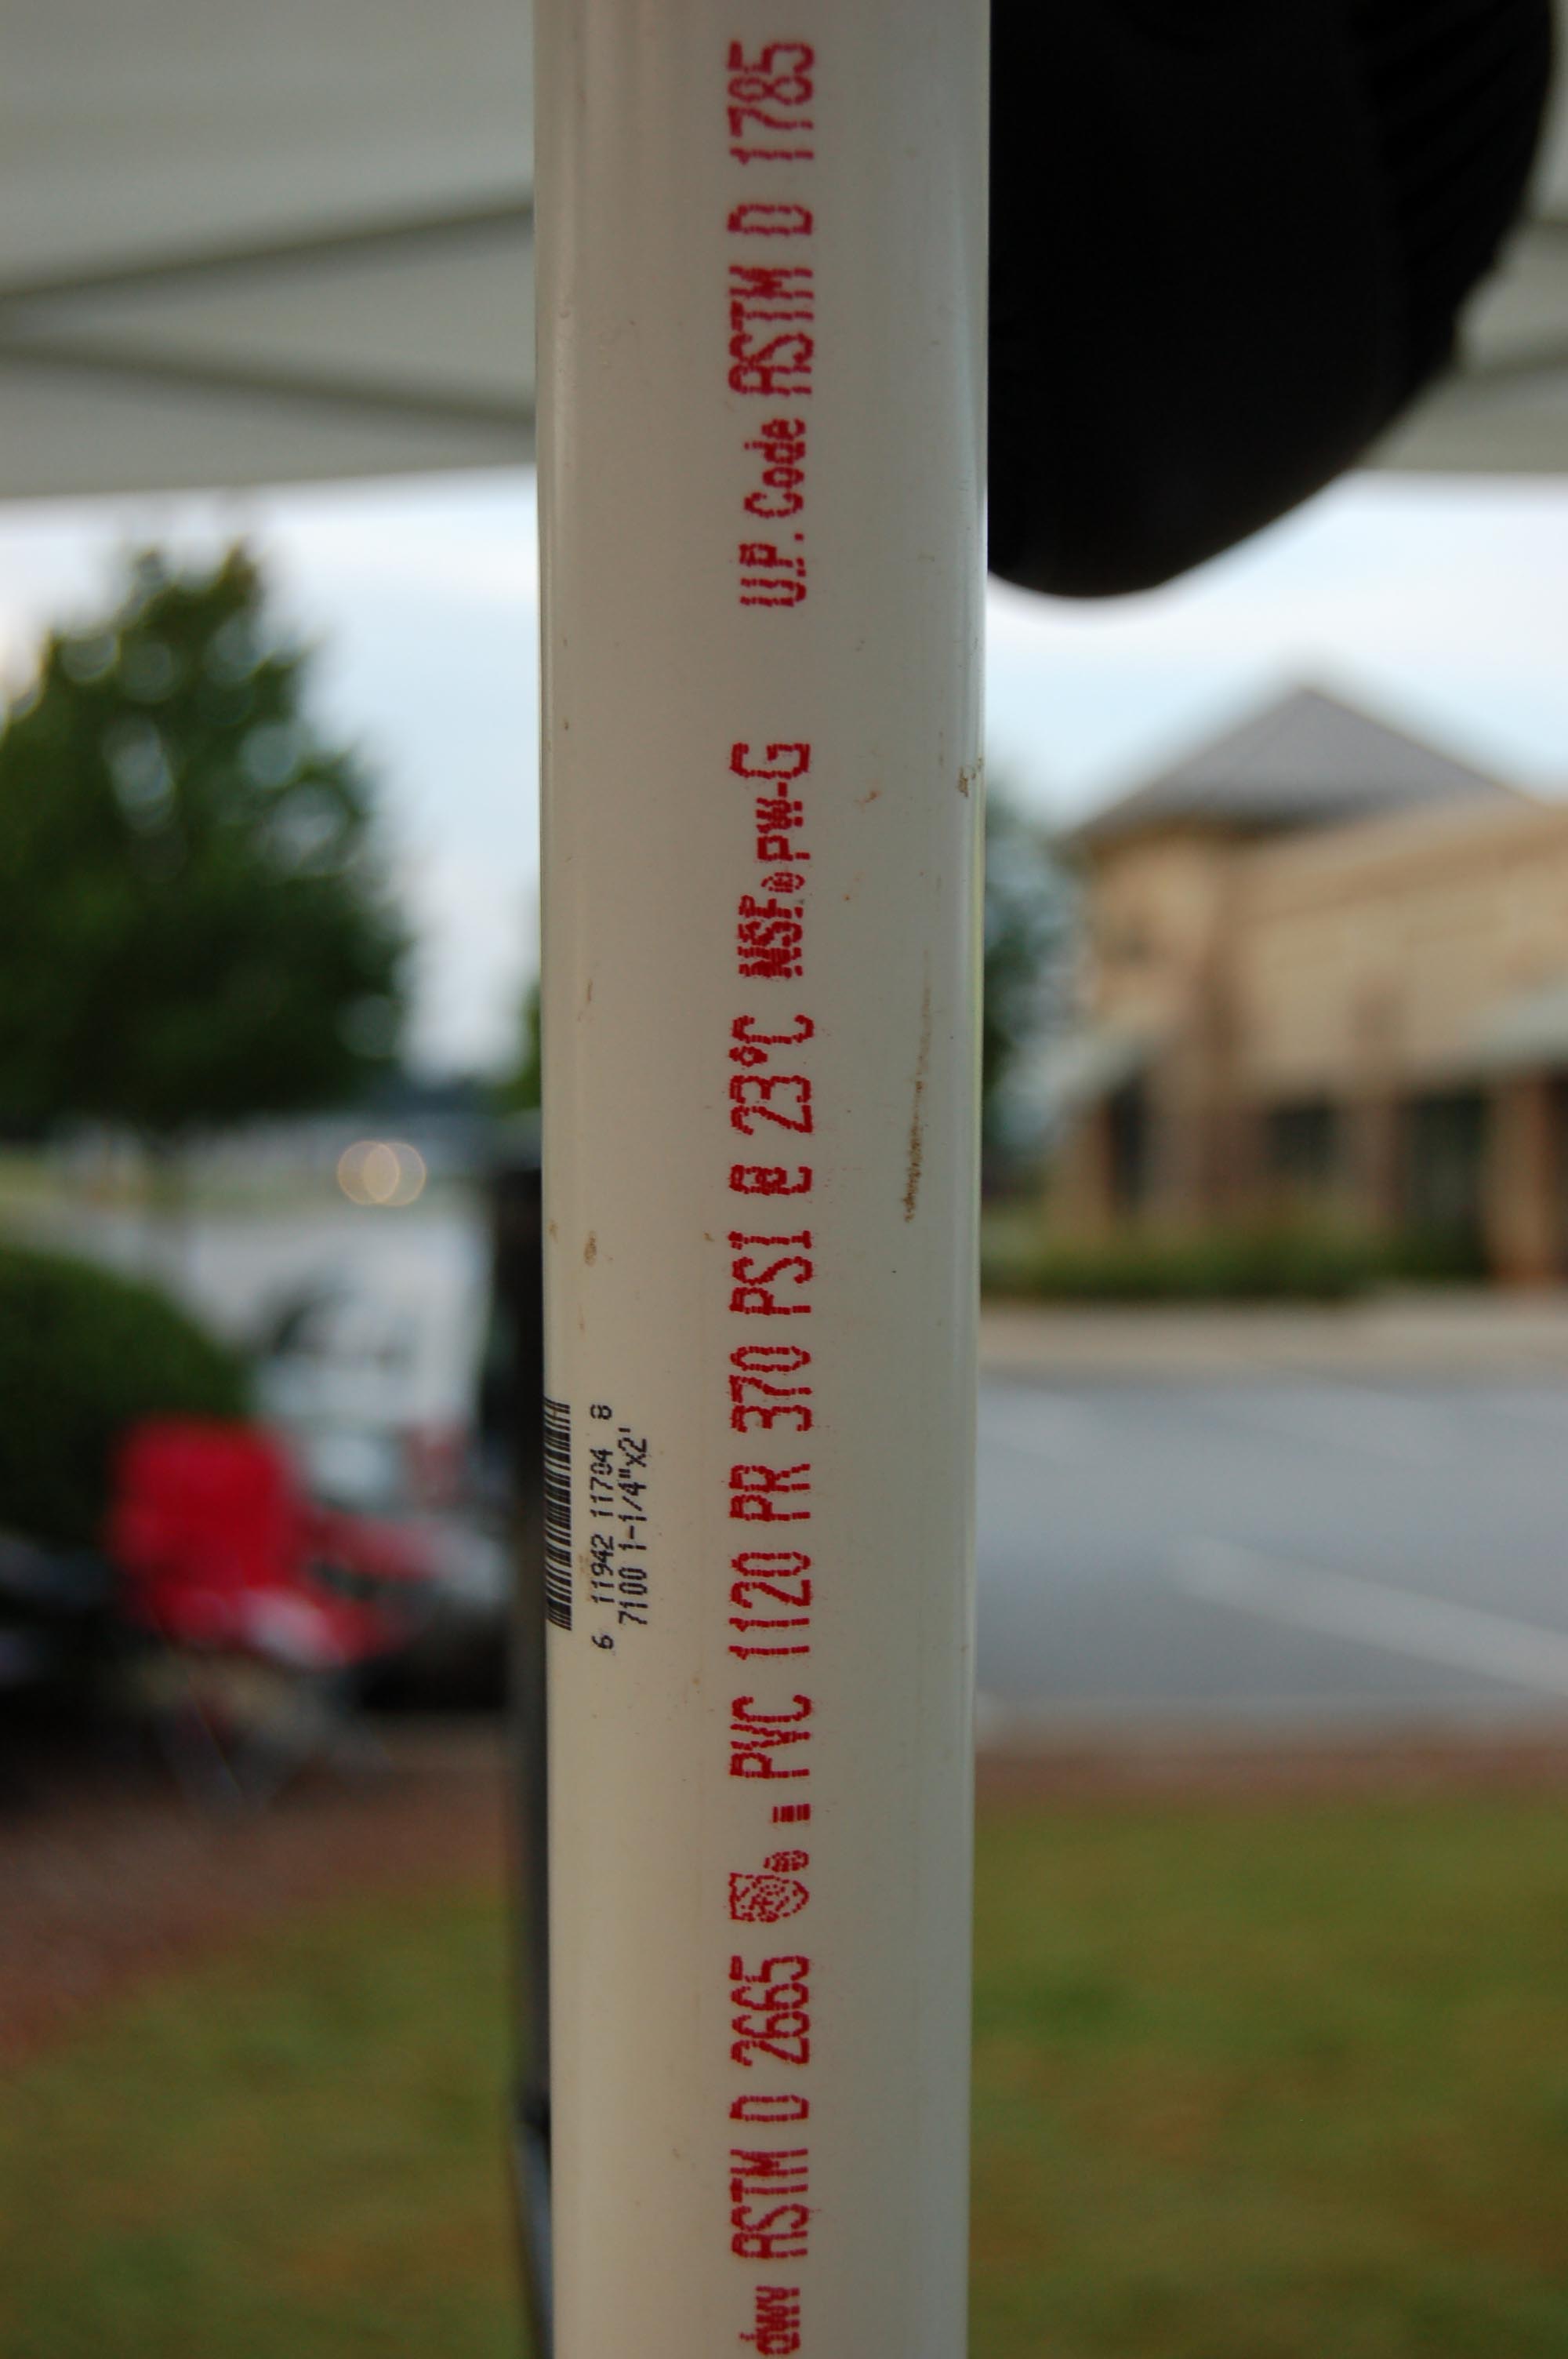 dwv ASTM D 2665 PVC 1120 PR 370 PSI @ 23°C NSF® PW-G U.P. Code ASTM D 1785
6 11942 11704 8
7100 1-1/4"x2'